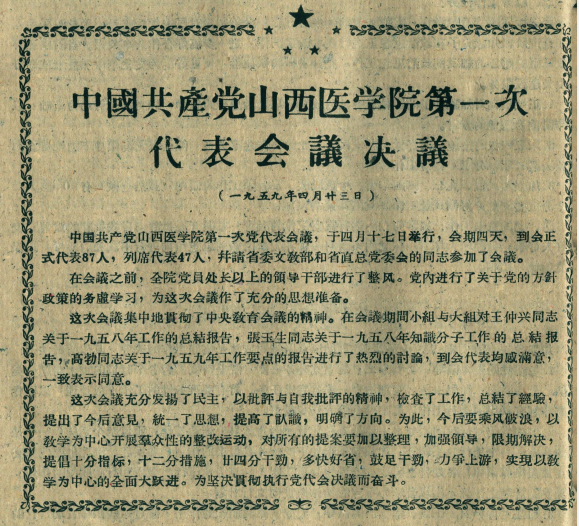 中國共產党山西医学院第一次
代表会議决議
(一九五九年四月廿三日)
中国共产党山西医学院第一次党代表会議，于四月十七日举行，会期四天，到会正
式代表87人，列席代表47人，幷請省委文敎部和省直总党委会的同志参加了会議。
在会議之前，全院党員处长以上的領导干部进行了整风。党內进行了关于党的方針
政策的务虛学习，为这次会議作了充分的思想准备。
这次会議集中地貫彻了中央敎育会議的精神。在会議期間小組与大組对王仲兴同志
关于一九五八年工作的总結报告，張玉生同志关于一九五八年知識分子工作的总結报
告，高勃同志关于一九五九年工作要点的报告进行了热烈的討論，到会代表均感滿意，
一致表示同意。
这次会議充分发揚了民主，以批評与自我批評的精神，檢查了工作，总結了經驗，
提出了今后意見，統一了思想，提高了訓識，明确了方向。为此，今后要乘风破浪，以
敎学为中心开展羣众性的整改运动，对所有的提案要加以整理，加强領导，限期解决，
提倡十分指标，十二分措施，廿四分干勁，多快好省，鼓足干勁，力爭上游，实現以敎
学为中心的全面大跃进。为坚决貫彻执行党代会决議而奋斗。